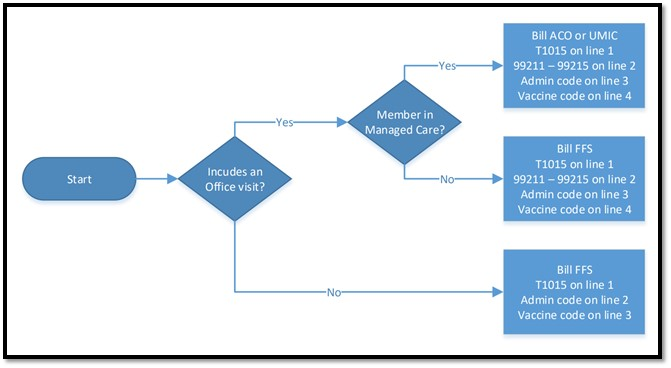 Start
Incudes an
Office visit?
Yes
No
Member in
Managed Care?
Yes
No
Bill ACO or UMIC
T1015 on line 1
99211 – 99215 on line 2
Admin code on line 3
Vaccine code on line 4
Bill FFS
T1015 on line 1
99211 – 99215 on line 2
Admin code on line 3
Vaccine code on line 4
Bill FFS
T1015 on line 1
Admin code on line 2
Vaccine code on line 3